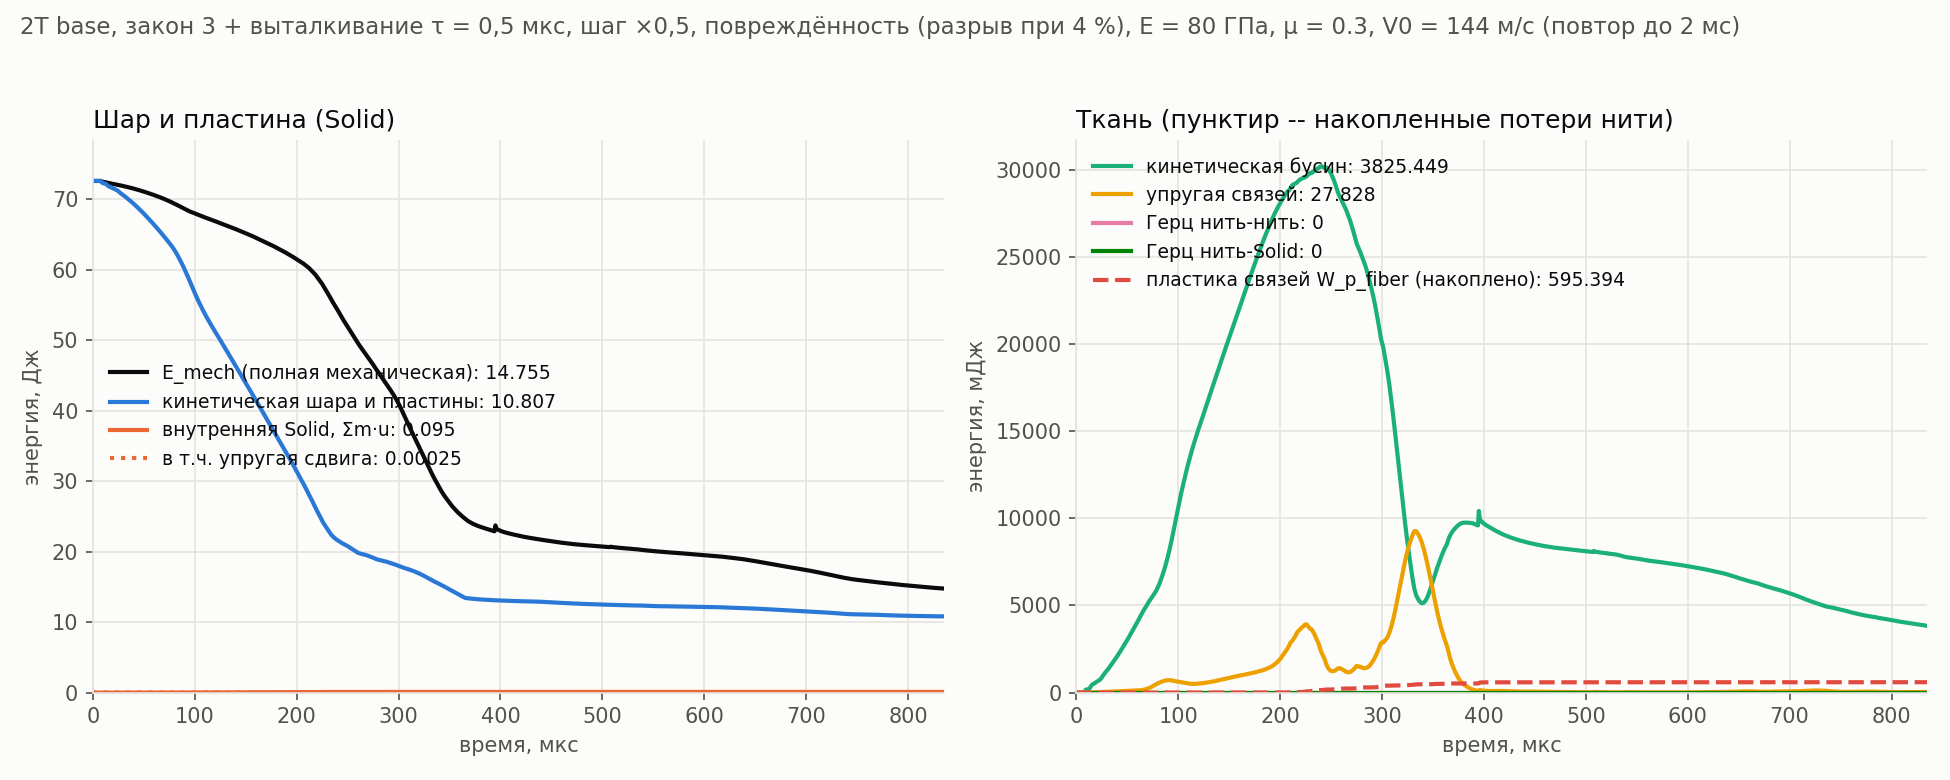 2T base, закон 3 + выталкивание τ = 0,5 мкс, шаг ×0,5, повреждённость (разрыв при 4 %), E = 80 ГПа, μ = 0.3, V0 = 144 м/с (повтор до 2 мс)
Шар и пластина (Solid)
энергия, Дж
70
60
50
40
30
20
10
0
E_mech (полная механическая): 14.755
кинетическая шара и пластины: 10.807
внутренняя Solid, Σm·u: 0.095
в т.ч. упругая сдвига: 0.00025
0 100 200 300 400 500 600 700 800
время, мкс
Ткань (пунктир -- накопленные потери нити)
энергия, мДж
30000
25000
20000
15000
10000
5000
0
кинетическая бусин: 3825.449
упругая связей: 27.828
Герц нить-нить: 0
Герц нить-Solid: 0
пластика связей W_p_fiber (накоплено): 595.394
0 100 200 300 400 500 600 700 800
время, мкс